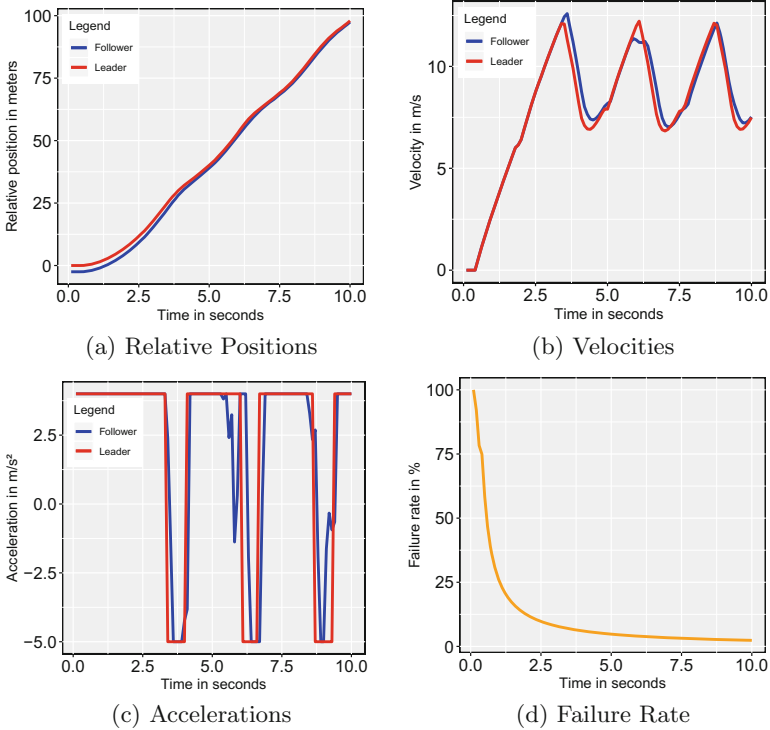 100
75
50
25
0
Relative position in meters
Legend
Follower
Leader
0.0 2.5 5.0 7.5 10.0
Time in seconds
(a) Relative Positions
10
5
0
Velocity in m/s
Legend
Follower
Leader
0.0 2.5 5.0 7.5 10.0
Time in seconds
(b) Velocities
2.5
0.0
−2.5
−5.0
Acceleration in m/s²
Legend
Follower
Leader
0.0 2.5 5.0 7.5 10.0
Time in seconds
(c) Accelerations
100
75
50
25
0
Failure rate in %
0.0 2.5 5.0 7.5 10.0
Time in seconds
(d) Failure Rate